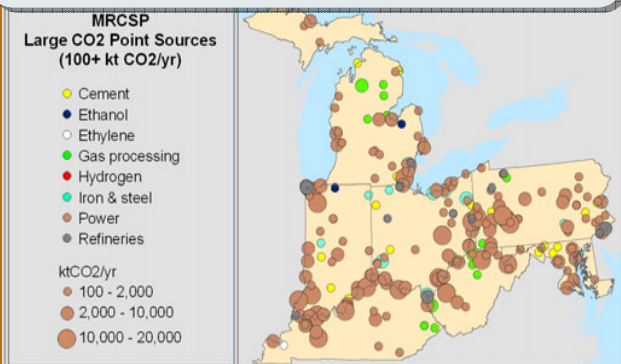 MRCSP
Large CO2 Point Sources
(100+ kt CO2/yr)
Cement
Ethanol
Ethylene
Gas processing
Hydrogen
Iron & steel
Power
Refineries
ktCO2/yr
100 - 2,000
2,000 - 10,000
10,000 - 20,000